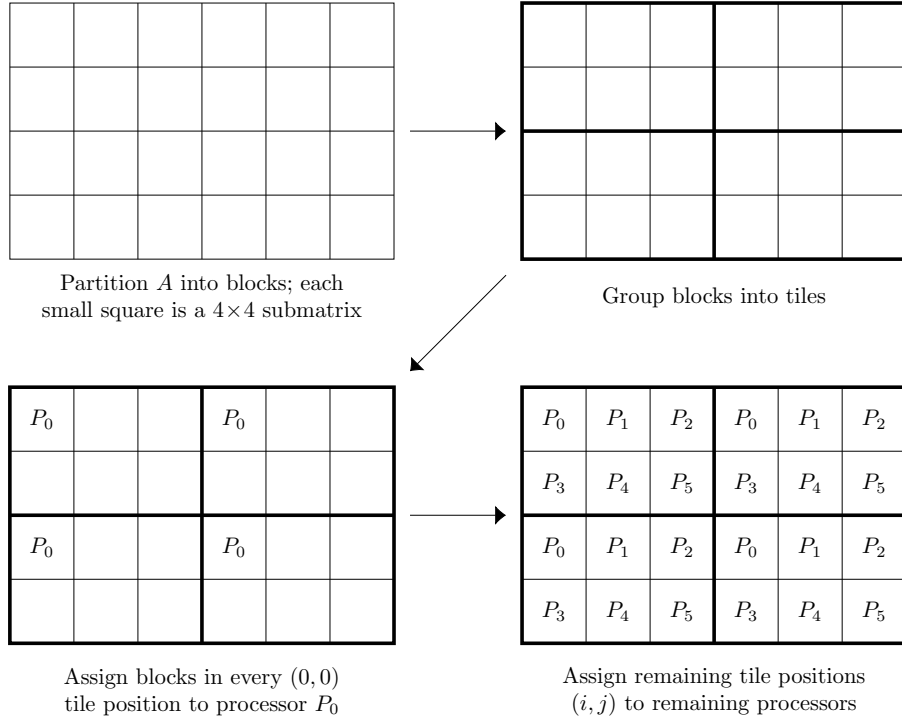 Partition A into blocks; each
small square is a 4×4 submatrix
Group blocks into tiles
P₀ P₀
P₀ P₀
Assign blocks in every (0,0)
tile position to processor P₀
P₀ P₁ P₂ P₀ P₁ P₂
P₃ P₄ P₅ P₃ P₄ P₅
P₀ P₁ P₂ P₀ P₁ P₂
P₃ P₄ P₅ P₃ P₄ P₅
Assign remaining tile positions
(i, j) to remaining processors